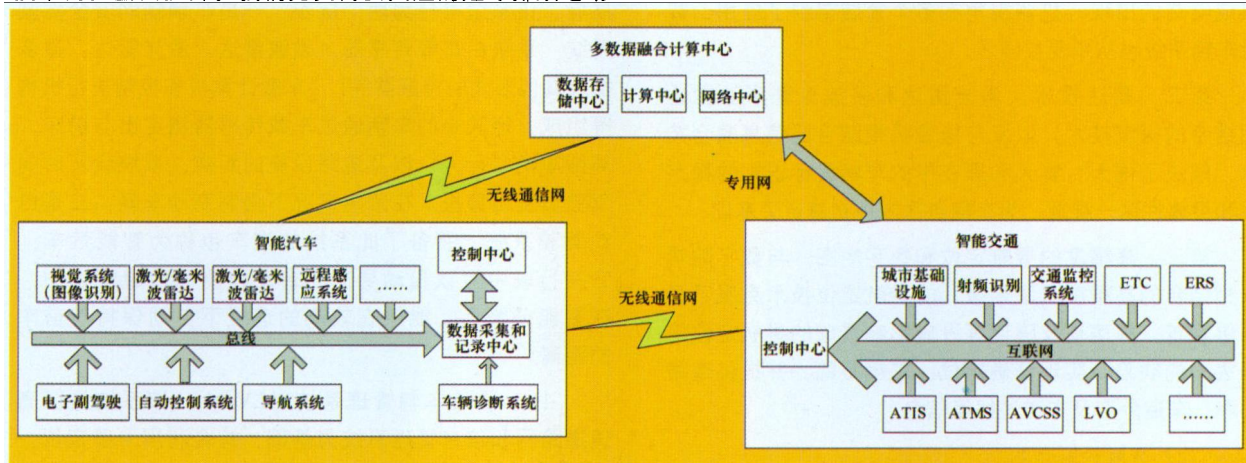 多数据融合计算中心
数据存
储中心
计算中心
网络中心
无线通信网
专用网
智能汽车
视觉系统
(图像识别)
激光/毫米
波雷达
激光/毫米
波雷达
远程感
应系统
……
控制中心
总线
数据采集和
记录中心
电子副驾驶
自动控制系统
导航系统
车辆诊断系统
无线通信网
智能交通
城市基础
设施
射频识别
交通监控
系统
ETC
ERS
控制中心
互联网
ATIS
ATMS
AVCSS
LVO
……